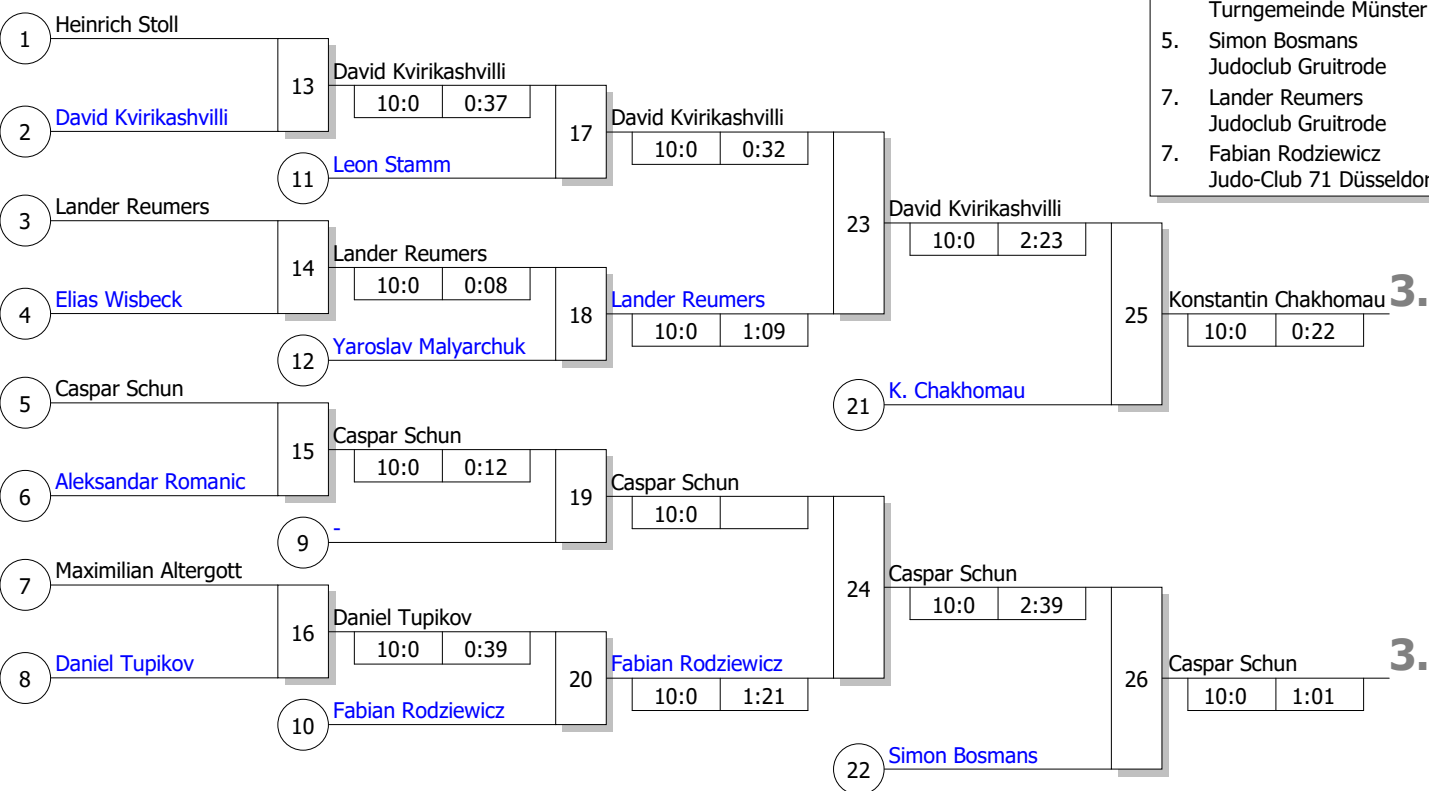 Turngemeinde Münster
5. Simon Bosmans
Judoclub Gruitrode
7. Lander Reumers
Judoclub Gruitrode
7. Fabian Rodziewicz
Judo-Club 71 Düsseldor
1 Heinrich Stoll
13 David Kvirikashvilli
10:0 0:37
2 David Kvirikashvilli
17 David Kvirikashvilli
10:0 0:32
11 Leon Stamm
3 Lander Reumers
23 David Kvirikashvilli
10:0 2:23
14 Lander Reumers
10:0 0:08
4 Elias Wisbeck
18 Lander Reumers
10:0 1:09
25 Konstantin Chakhomau 3.
10:0 0:22
12 Yaroslav Malyarchuk
5 Caspar Schun
21 K. Chakhomau
15 Caspar Schun
10:0 0:12
6 Aleksandar Romanic
19 Caspar Schun
10:0
9 -
7 Maximilian Altergott
24 Caspar Schun
10:0 2:39
16 Daniel Tupikov
10:0 0:39
8 Daniel Tupikov
20 Fabian Rodziewicz
10:0 1:21
26 Caspar Schun 3.
10:0 1:01
10 Fabian Rodziewicz
22 Simon Bosmans